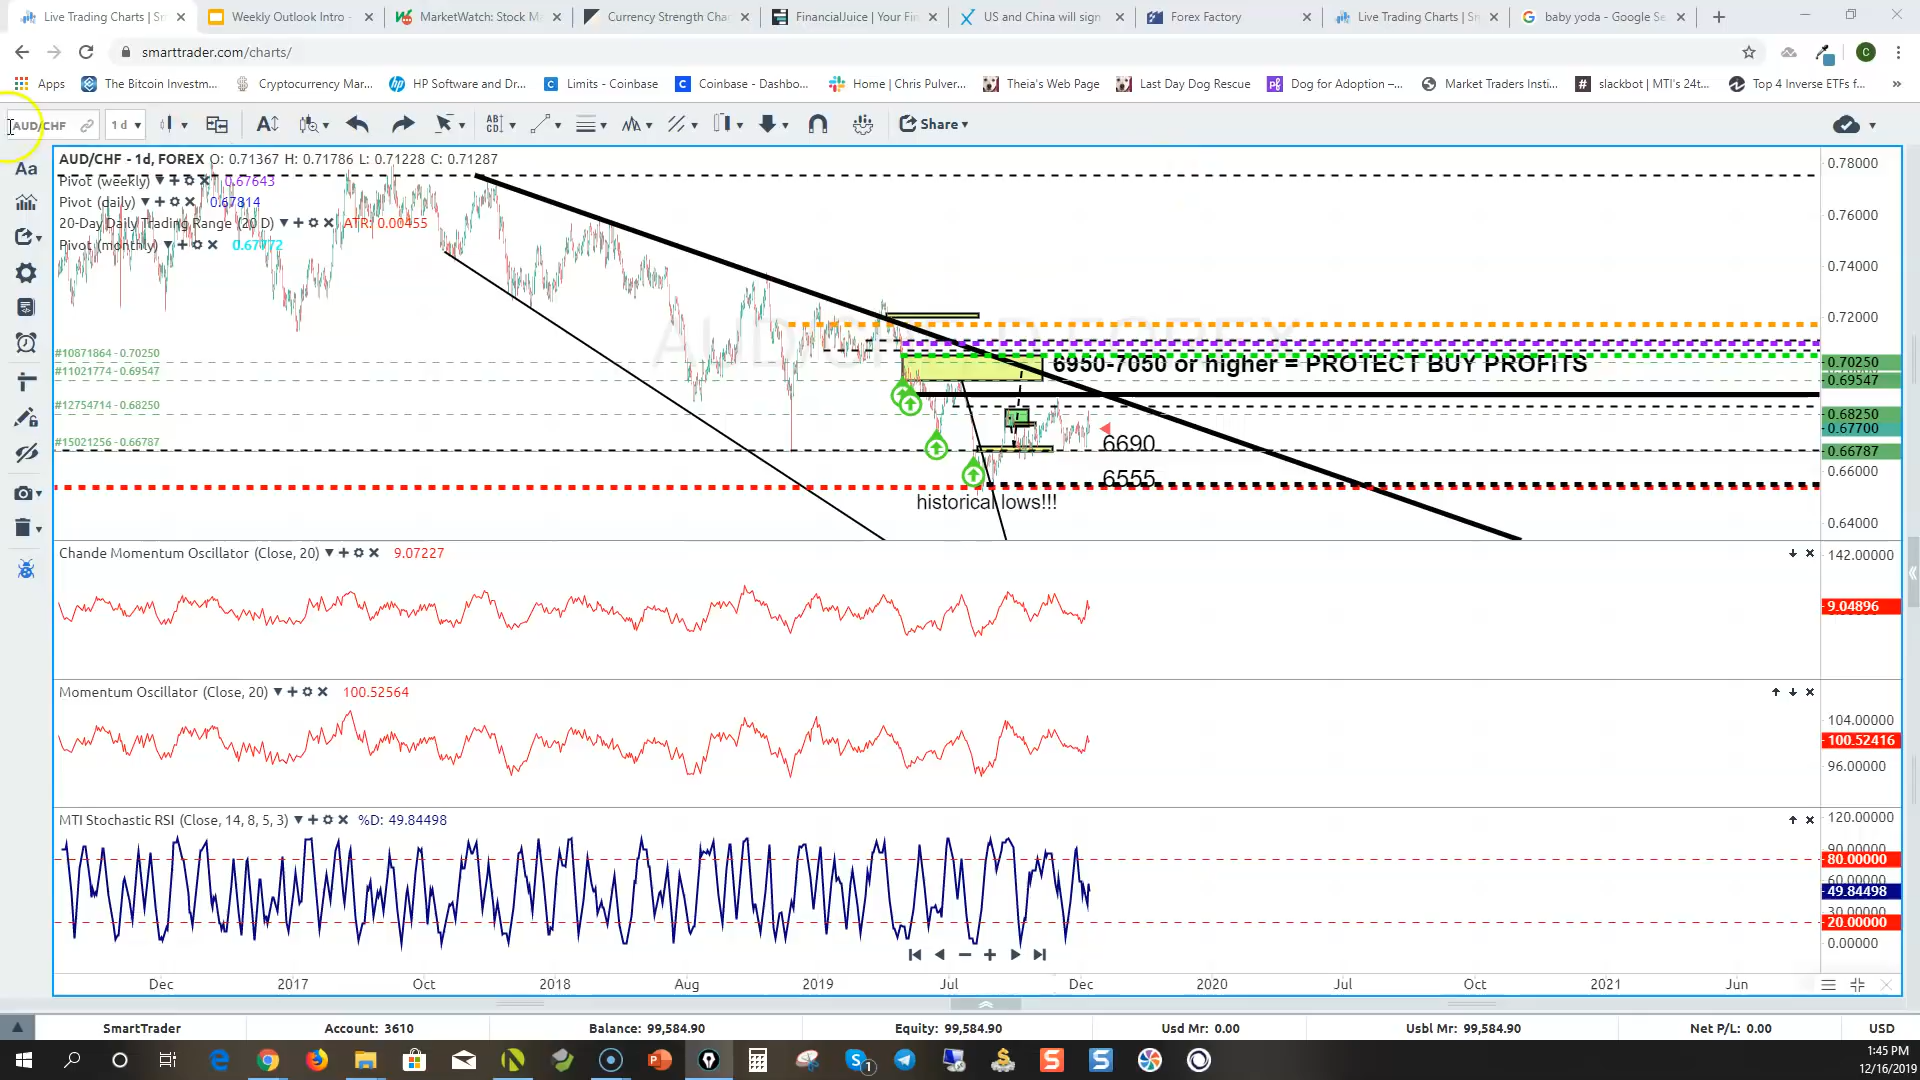 Live Trading Charts | Sm
Weekly Outlook Intro -
MarketWatch: Stock Ma
Currency Strength Char
FinancialJuice | Your Fin
US and China will sign
Forex Factory
Live Trading Charts | Sm
baby yoda - Google Se
smarttrader.com/charts/
C
Apps
The Bitcoin Investm...
Cryptocurrency Mar...
HP Software and Dr...
Limits - Coinbase
Coinbase - Dashbo...
Home | Chris Pulver...
Theia's Web Page
Last Day Dog Rescue
Dog for Adoption –...
Market Traders Insti...
slackbot | MTI's 24t...
Top 4 Inverse ETFs f...
AUD/CHF
1 d
Share
AUD/CHF - 1d, FOREX O: 0.71367 H: 0.71786 L: 0.71228 C: 0.71287
Pivot (weekly) 0.67643
Pivot (daily) 0.67814
20-Day Daily Trading Range (20 D) ATR: 0.00455
Pivot (monthly) 0.67772
Aa
#10871864 - 0.70250
#11021774 - 0.69547
#12754714 - 0.68250
#15021256 - 0.66787
6950-7050 or higher = PROTECT BUY PROFITS
6690
6555
historical lows!!!
0.78000
0.76000
0.74000
0.72000
0.70250
0.69547
0.68250
0.67700
0.66787
0.66000
0.64000
Chande Momentum Oscillator (Close, 20) 9.07227
142.00000
9.04896
Momentum Oscillator (Close, 20) 100.52564
104.00000
100.52416
96.00000
MTI Stochastic RSI (Close, 14, 8, 5, 3) %D: 49.84498
120.00000
90.00000
80.00000
60.00000
49.84498
30.00000
20.00000
0.00000
Dec 2017 Oct 2018 Aug 2019 Jul Dec 2020 Jul Oct 2021 Jun
SmartTrader
Account: 3610
Balance: 99,584.90
Equity: 99,584.90
Usd Mr: 0.00
Usbl Mr: 99,584.90
Net P/L: 0.00
USD
1:45 PM
12/16/2019